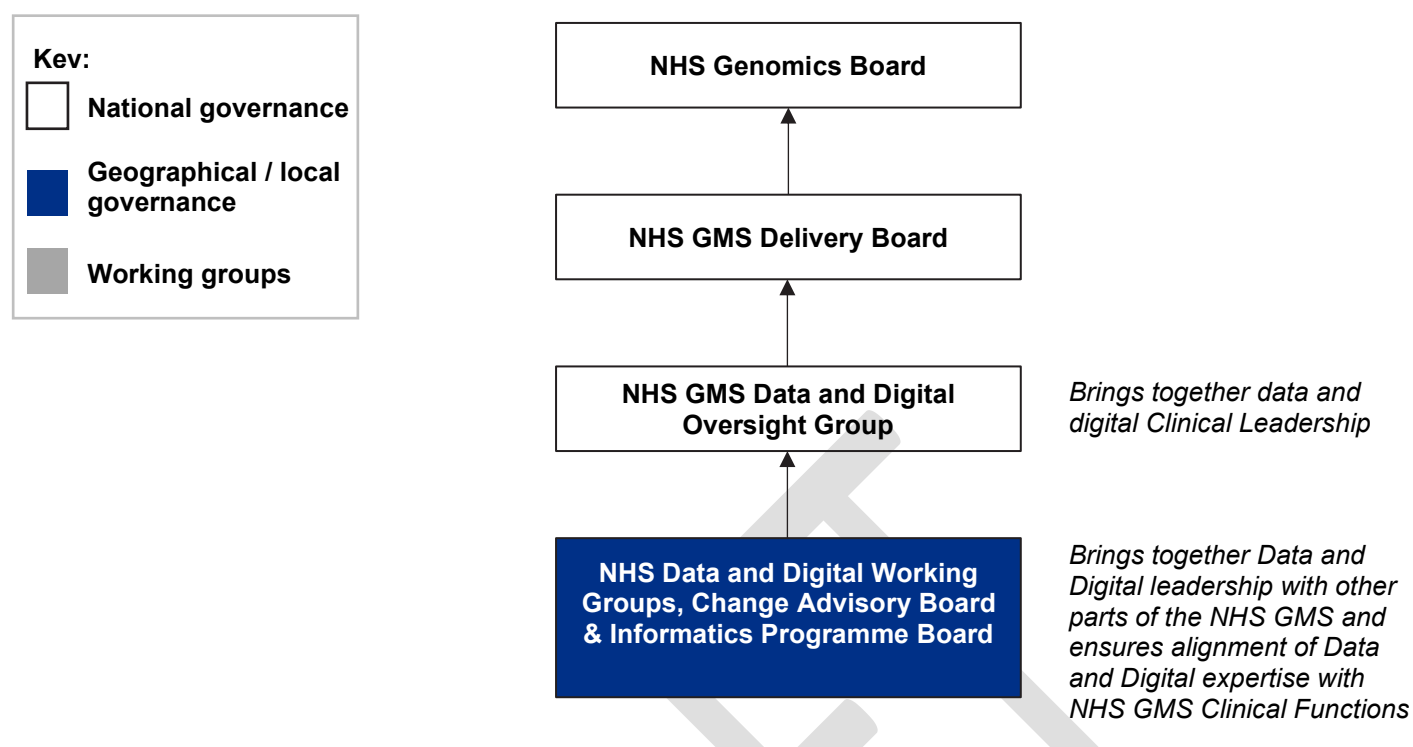 Kev:
National governance
Geographical / local
governance
Working groups
NHS Genomics Board
NHS GMS Delivery Board
NHS GMS Data and Digital
Oversight Group
Brings together data and
digital Clinical Leadership
NHS Data and Digital Working
Groups, Change Advisory Board
& Informatics Programme Board
Brings together Data and
Digital leadership with other
parts of the NHS GMS and
ensures alignment of Data
and Digital expertise with
NHS GMS Clinical Functions